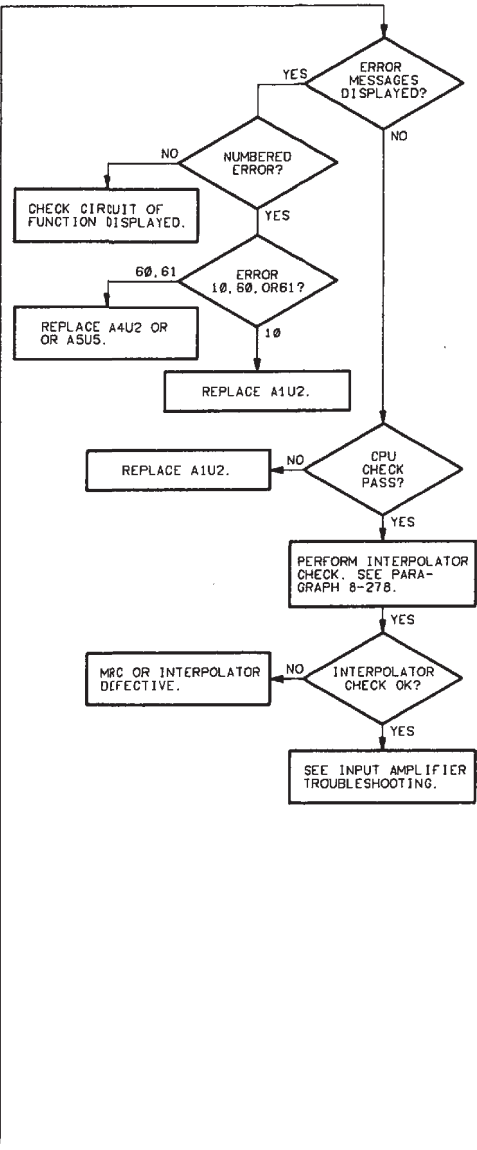 ERROR
MESSAGES
DISPLAYED?
YES
NO
NUMBERED
ERROR?
NO
YES
CHECK CIRCUIT OF
FUNCTION DISPLAYED.
ERROR
10,60,OR61?
60,61
10
REPLACE A4U2 OR
OR A5U5.
REPLACE A1U2.
CPU
CHECK
PASS?
NO
YES
REPLACE A1U2.
PERFORM INTERPOLATOR
CHECK. SEE PARA-
GRAPH 8-278.
YES
INTERPOLATOR
CHECK OK?
NO
YES
MRC OR INTERPOLATOR
DEFECTIVE.
SEE INPUT AMPLIFIER
TROUBLESHOOTING.